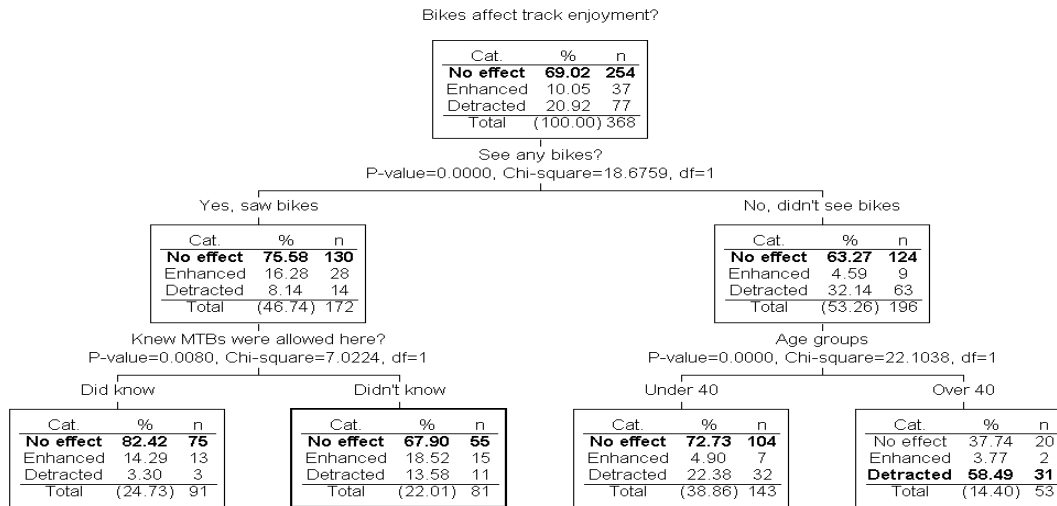 Bikes affect track enjoyment?
Cat. % n
No effect 69.02 254
Enhanced 10.05 37
Detracted 20.92 77
Total (100.00) 368
See any bikes?
P-value=0.0000, Chi-square=18.6759, df=1
Yes, saw bikes
Cat. % n
No effect 75.58 130
Enhanced 16.28 28
Detracted 8.14 14
Total (46.74) 172
Knew MTBs were allowed here?
P-value=0.0080, Chi-square=7.0224, df=1
Did know
Cat. % n
No effect 82.42 75
Enhanced 14.29 13
Detracted 3.30 3
Total (24.73) 91
Didn't know
Cat. % n
No effect 67.90 55
Enhanced 18.52 15
Detracted 13.58 11
Total (22.01) 81
No, didn't see bikes
Cat. % n
No effect 63.27 124
Enhanced 4.59 9
Detracted 32.14 63
Total (53.26) 196
Age groups
P-value=0.0000, Chi-square=22.1038, df=1
Under 40
Cat. % n
No effect 72.73 104
Enhanced 4.90 7
Detracted 22.38 32
Total (38.86) 143
Over 40
Cat. % n
No effect 37.74 20
Enhanced 3.77 2
Detracted 58.49 31
Total (14.40) 53